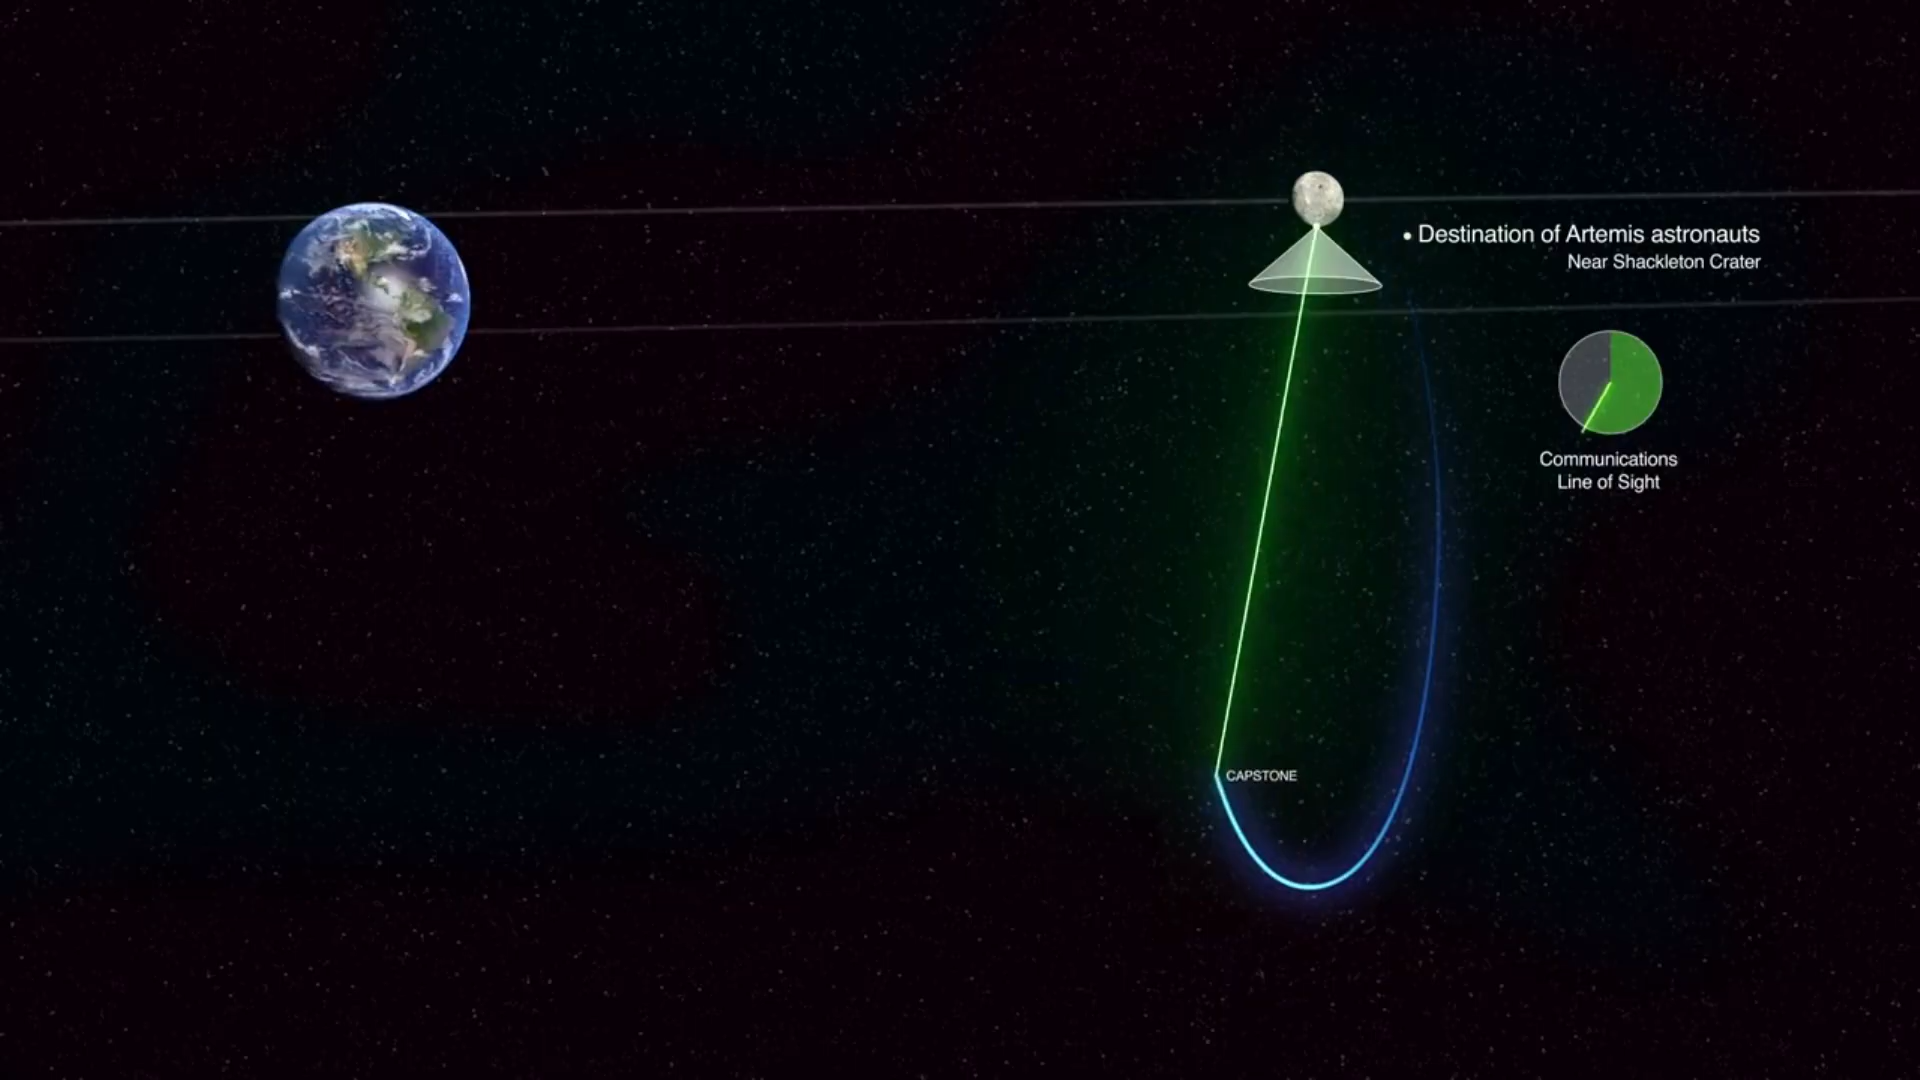 • Destination of Artemis astronauts
Near Shackleton Crater
Communications
Line of Sight
CAPSTONE